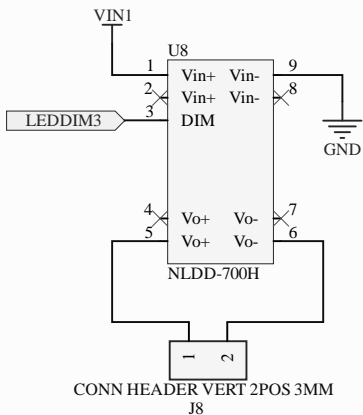 VIN1
U8
1 Vin+ Vin- 9
2 Vin+ Vin- 8
LEDDIM3 3 DIM
GND
4 Vo+ Vo- 7
5 Vo+ Vo- 6
NLDD-700H
1 2
CONN HEADER VERT 2POS 3MM
J8